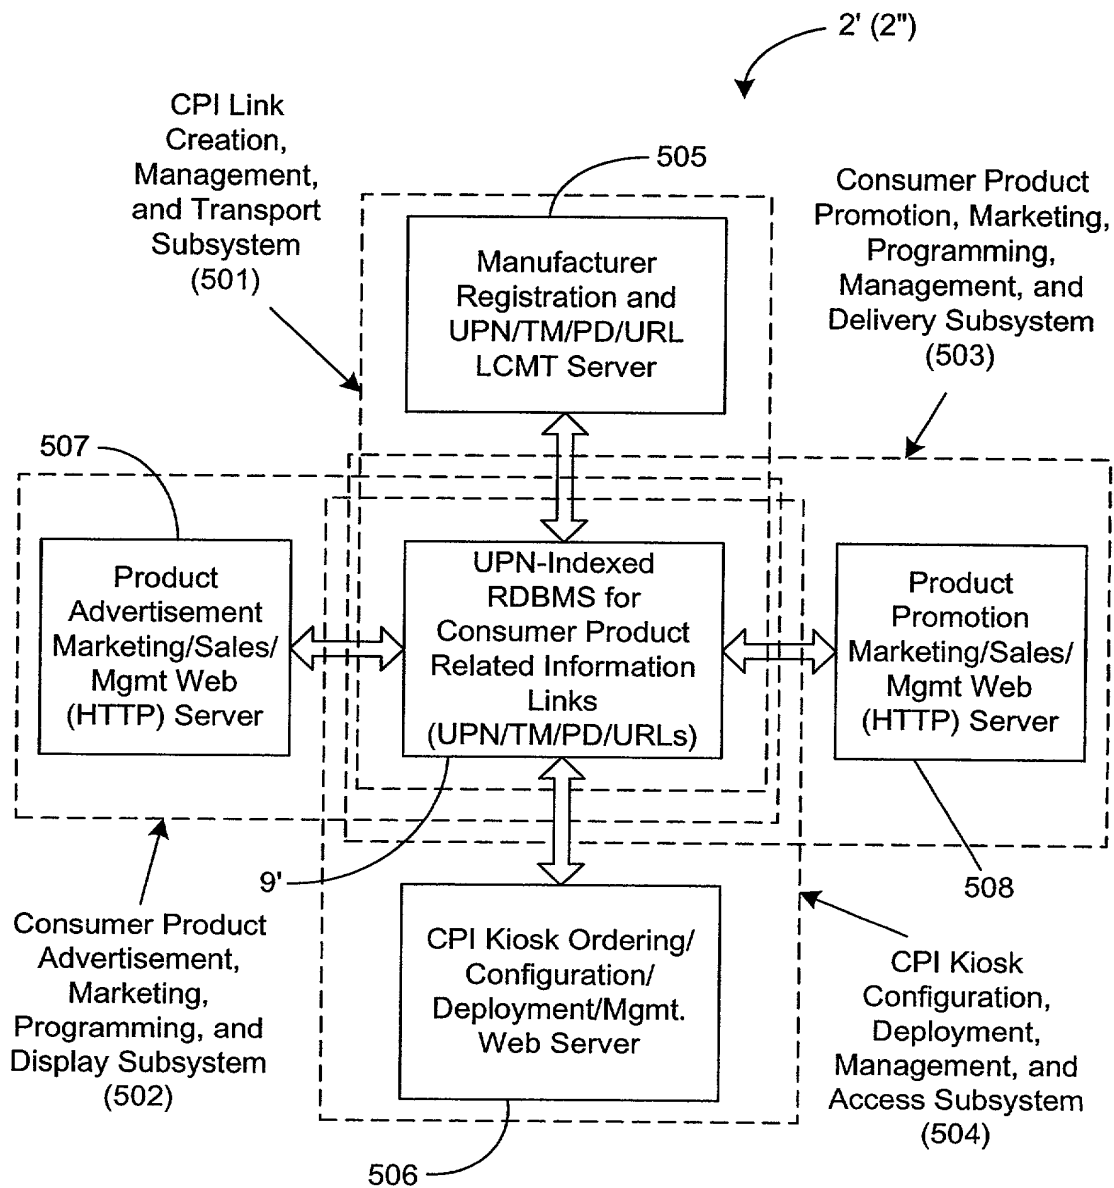 2' (2")
CPI Link
Creation,
Management,
and Transport
Subsystem
(501)
505
Consumer Product
Promotion, Marketing,
Programming,
Management, and
Delivery Subsystem
(503)
Manufacturer
Registration and
UPN/TM/PD/URL
LCMT Server
507
Product
Advertisement
Marketing/Sales/
Mgmt Web
(HTTP) Server
UPN-Indexed
RDBMS for
Consumer Product
Related Information
Links
(UPN/TM/PD/URLs)
Product
Promotion
Marketing/Sales/
Mgmt Web
(HTTP) Server
9'
508
Consumer Product
Advertisement,
Marketing,
Programming, and
Display Subsystem
(502)
CPI Kiosk Ordering/
Configuration/
Deployment/Mgmt.
Web Server
CPI Kiosk
Configuration,
Deployment,
Management, and
Access Subsystem
(504)
506